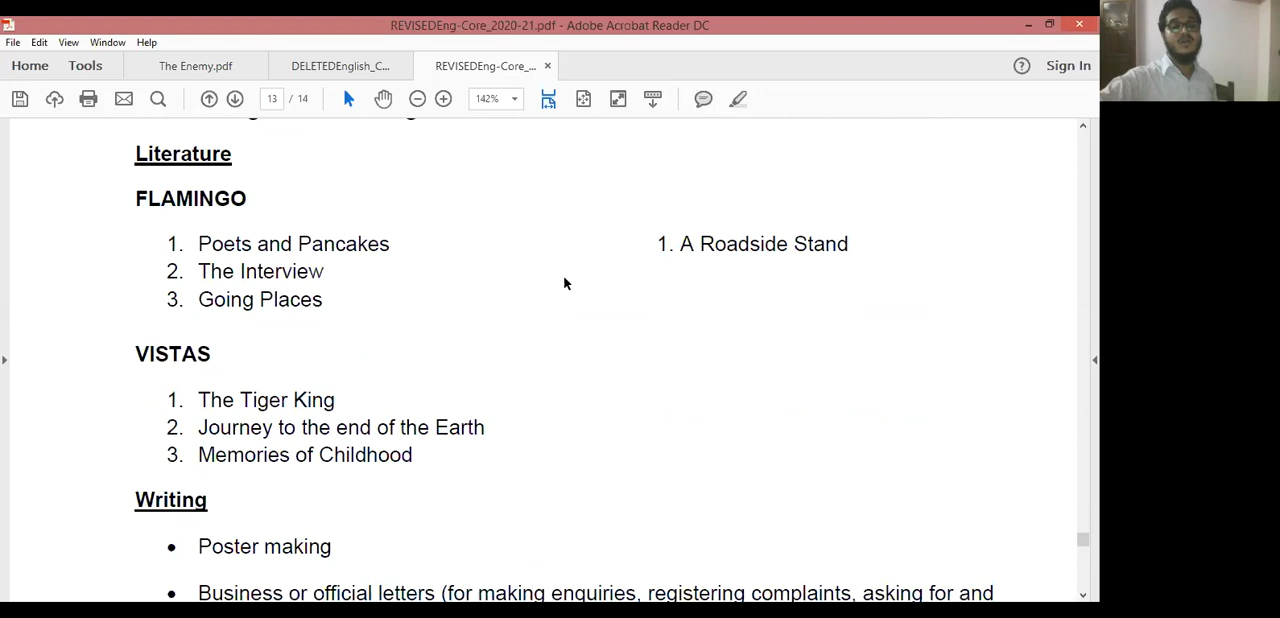 REVISEDEng-Core_2020-21.pdf - Adobe Acrobat Reader DC
File Edit View Window Help
Home Tools The Enemy.pdf DELETEDEnglish_C... REVISEDEng-Core_... × Sign In
13 / 14 142%
Literature
FLAMINGO
1. Poets and Pancakes 1. A Roadside Stand
2. The Interview
3. Going Places
VISTAS
1. The Tiger King
2. Journey to the end of the Earth
3. Memories of Childhood
Writing
• Poster making
• Business or official letters (for making enquiries, registering complaints, asking for and